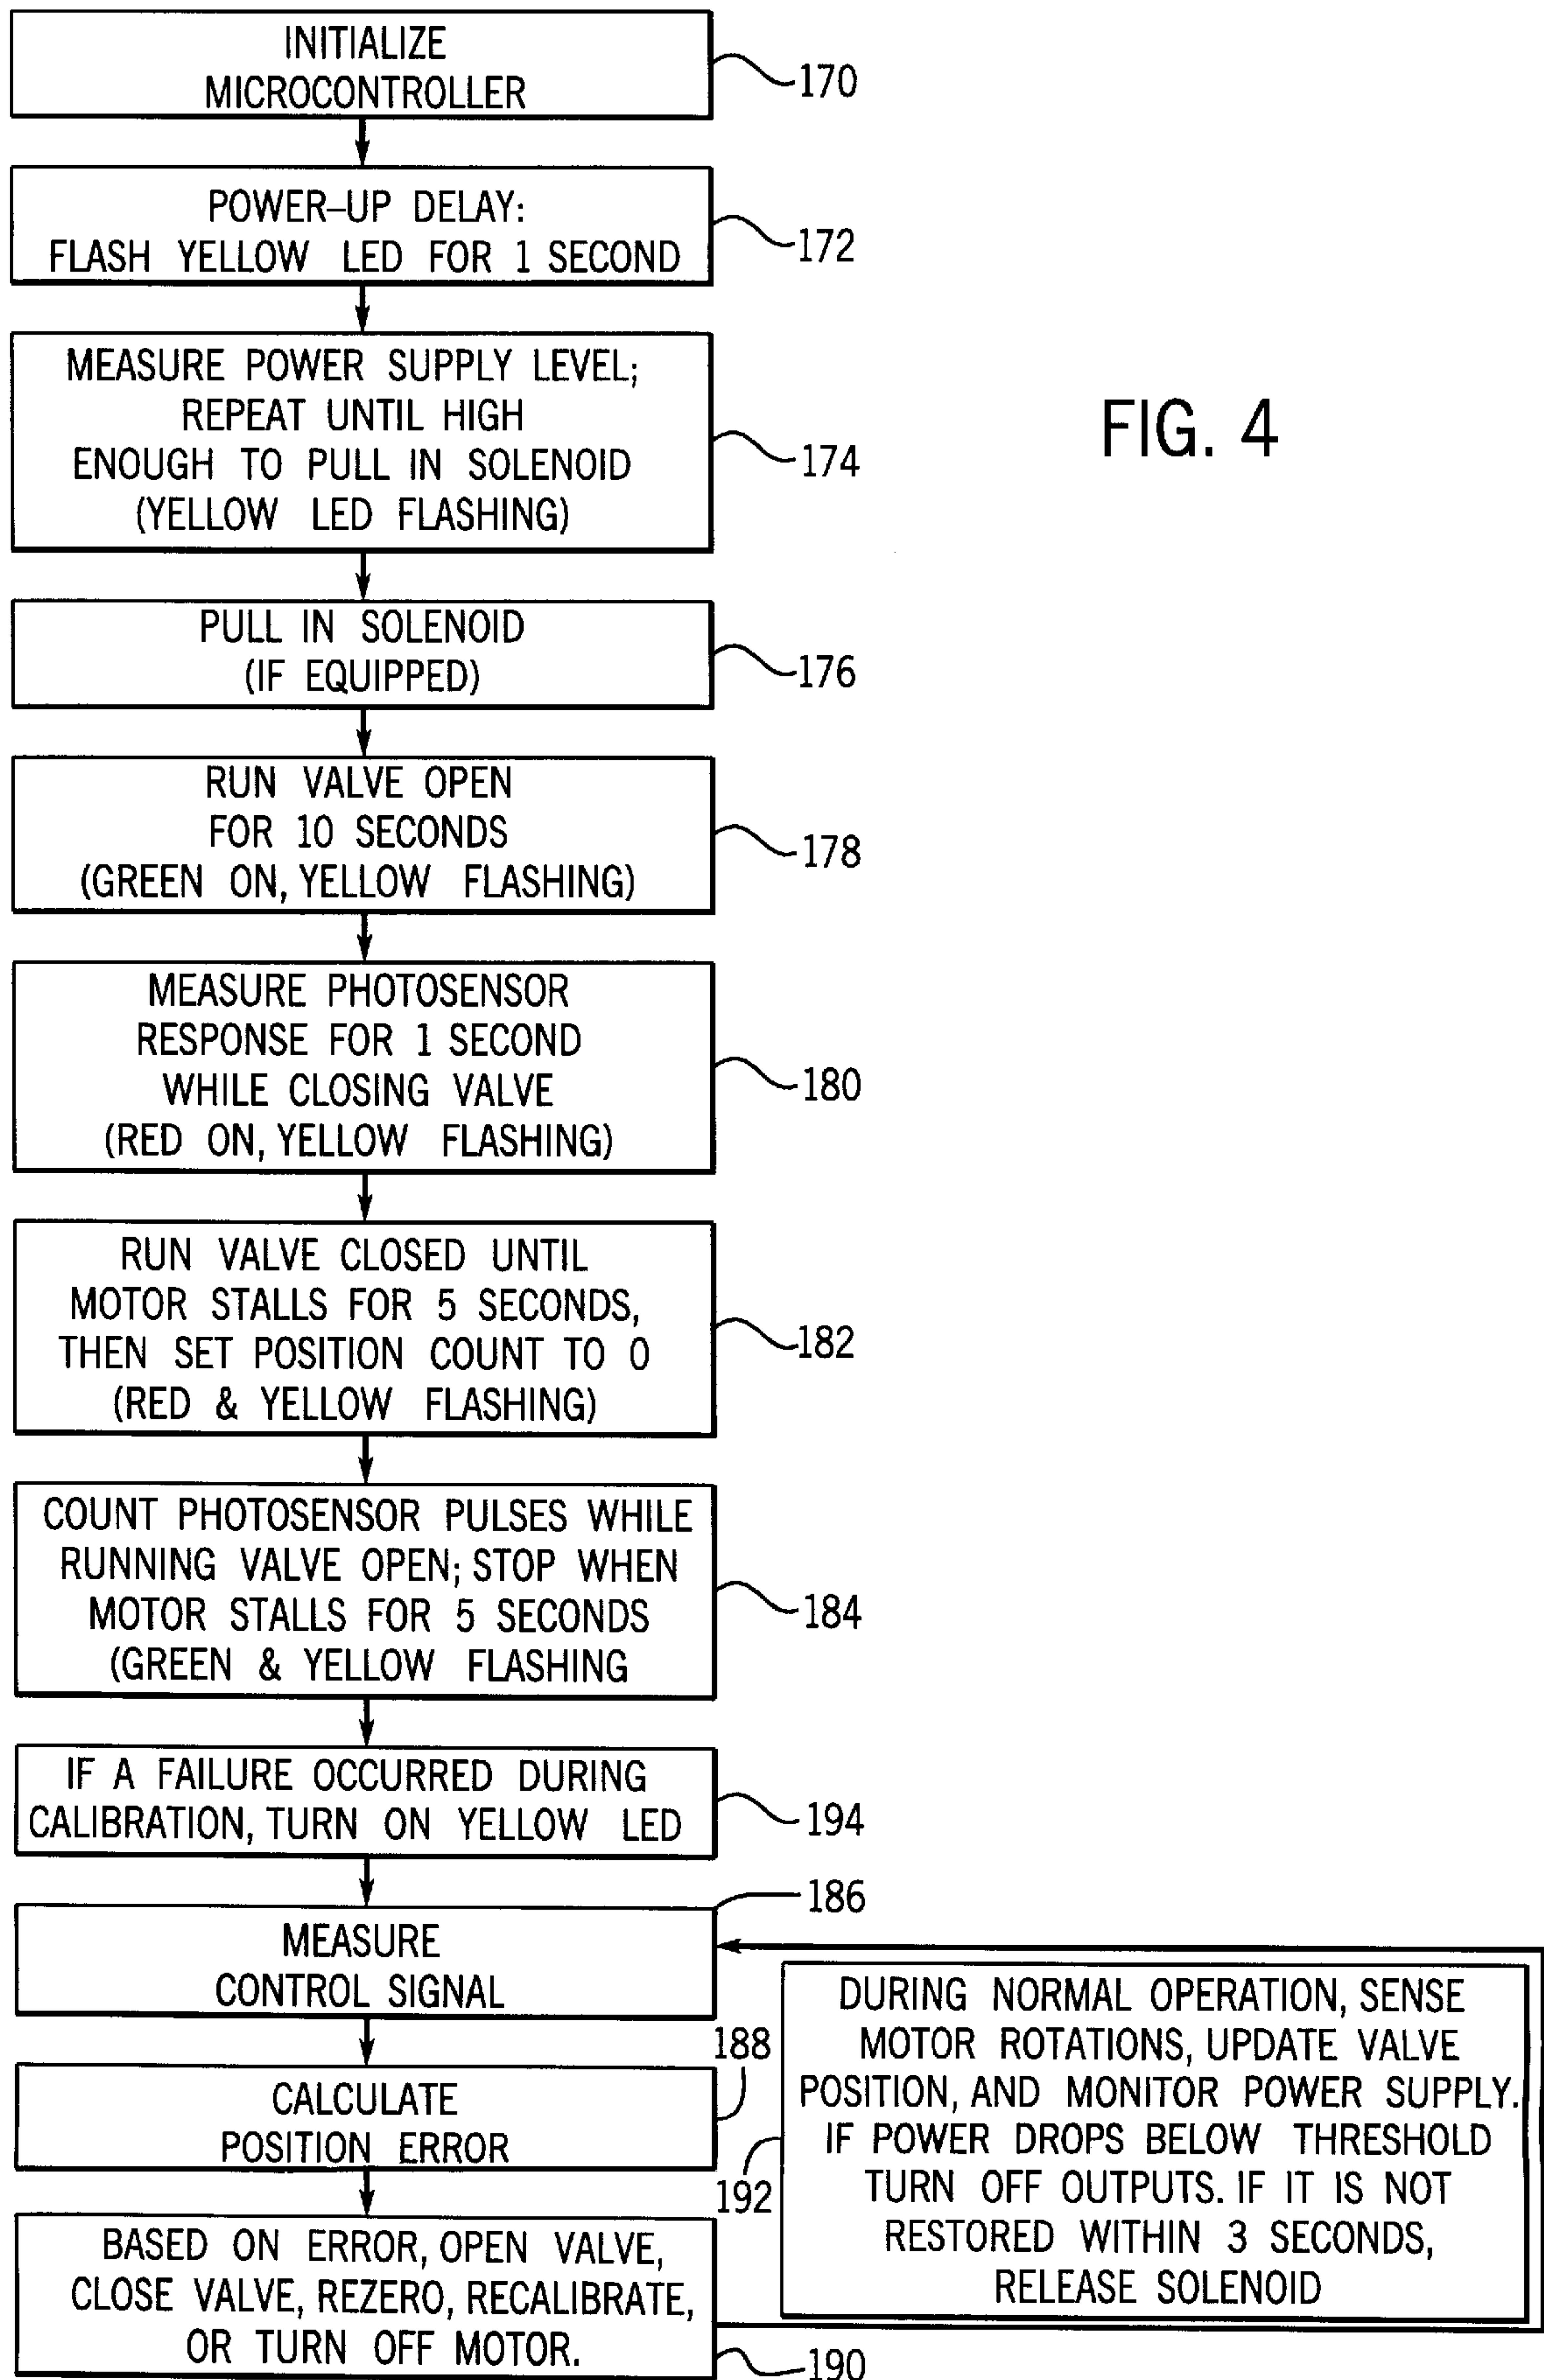 INITIALIZE
MICROCONTROLLER
170
POWER–UP DELAY:
FLASH YELLOW LED FOR 1 SECOND
172
MEASURE POWER SUPPLY LEVEL;
REPEAT UNTIL HIGH
ENOUGH TO PULL IN SOLENOID
(YELLOW LED FLASHING)
174
FIG. 4
PULL IN SOLENOID
(IF EQUIPPED)
176
RUN VALVE OPEN
FOR 10 SECONDS
(GREEN ON, YELLOW FLASHING)
178
MEASURE PHOTOSENSOR
RESPONSE FOR 1 SECOND
WHILE CLOSING VALVE
(RED ON, YELLOW FLASHING)
180
RUN VALVE CLOSED UNTIL
MOTOR STALLS FOR 5 SECONDS,
THEN SET POSITION COUNT TO 0
(RED & YELLOW FLASHING)
182
COUNT PHOTOSENSOR PULSES WHILE
RUNNING VALVE OPEN; STOP WHEN
MOTOR STALLS FOR 5 SECONDS
(GREEN & YELLOW FLASHING
184
IF A FAILURE OCCURRED DURING
CALIBRATION, TURN ON YELLOW LED
194
MEASURE
CONTROL SIGNAL
186
CALCULATE
POSITION ERROR
188
BASED ON ERROR, OPEN VALVE,
CLOSE VALVE, REZERO, RECALIBRATE,
OR TURN OFF MOTOR.
190
DURING NORMAL OPERATION, SENSE
MOTOR ROTATIONS, UPDATE VALVE
POSITION, AND MONITOR POWER SUPPLY.
IF POWER DROPS BELOW THRESHOLD
TURN OFF OUTPUTS. IF IT IS NOT
RESTORED WITHIN 3 SECONDS,
RELEASE SOLENOID
192